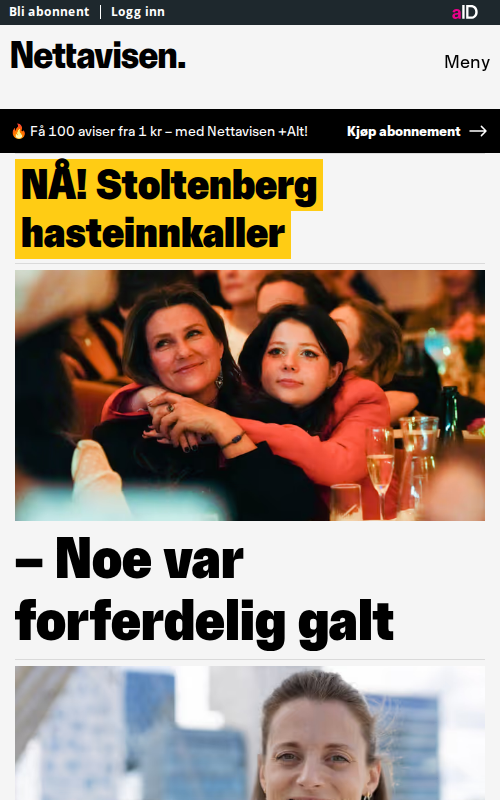 Bli abonnent
Logg inn
aID
Nettavisen.
Meny
🔥 Få 100 aviser fra 1 kr – med Nettavisen +Alt!
Kjøp abonnement →
NÅ! Stoltenberg
hasteinnkaller
– Noe var
forferdelig galt